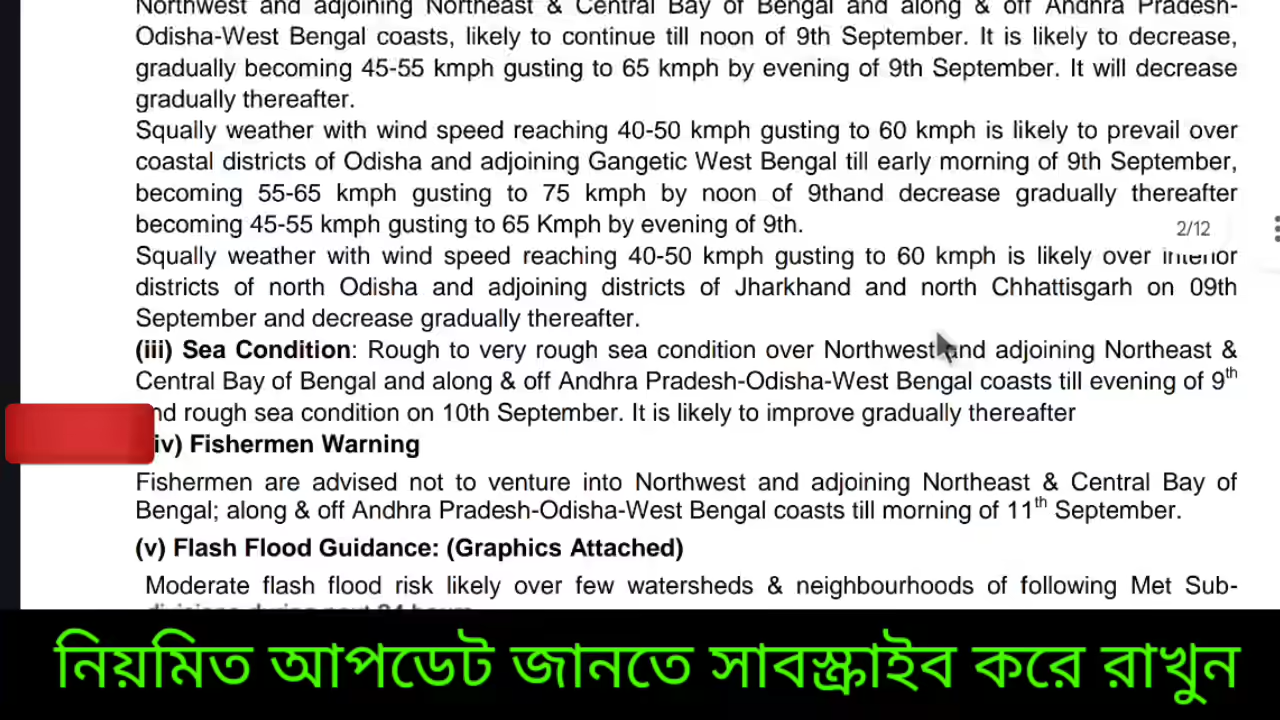 Northwest and adjoining Northeast & Central Bay of Bengal and along & off Andhra Pradesh-
Odisha-West Bengal coasts, likely to continue till noon of 9th September. It is likely to decrease,
gradually becoming 45-55 kmph gusting to 65 kmph by evening of 9th September. It will decrease
gradually thereafter.
Squally weather with wind speed reaching 40-50 kmph gusting to 60 kmph is likely to prevail over
coastal districts of Odisha and adjoining Gangetic West Bengal till early morning of 9th September,
becoming 55-65 kmph gusting to 75 kmph by noon of 9thand decrease gradually thereafter
becoming 45-55 kmph gusting to 65 Kmph by evening of 9th.
2/12
Squally weather with wind speed reaching 40-50 kmph gusting to 60 kmph is likely over interior
districts of north Odisha and adjoining districts of Jharkhand and north Chhattisgarh on 09th
September and decrease gradually thereafter.
(iii) Sea Condition: Rough to very rough sea condition over Northwest and adjoining Northeast &
Central Bay of Bengal and along & off Andhra Pradesh-Odisha-West Bengal coasts till evening of 9th
nd rough sea condition on 10th September. It is likely to improve gradually thereafter
iv) Fishermen Warning
Fishermen are advised not to venture into Northwest and adjoining Northeast & Central Bay of
Bengal; along & off Andhra Pradesh-Odisha-West Bengal coasts till morning of 11th September.
(v) Flash Flood Guidance: (Graphics Attached)
Moderate flash flood risk likely over few watersheds & neighbourhoods of following Met Sub-
নিয়মিত আপডেট জানতে সাবস্ক্রাইব করে রাখুন